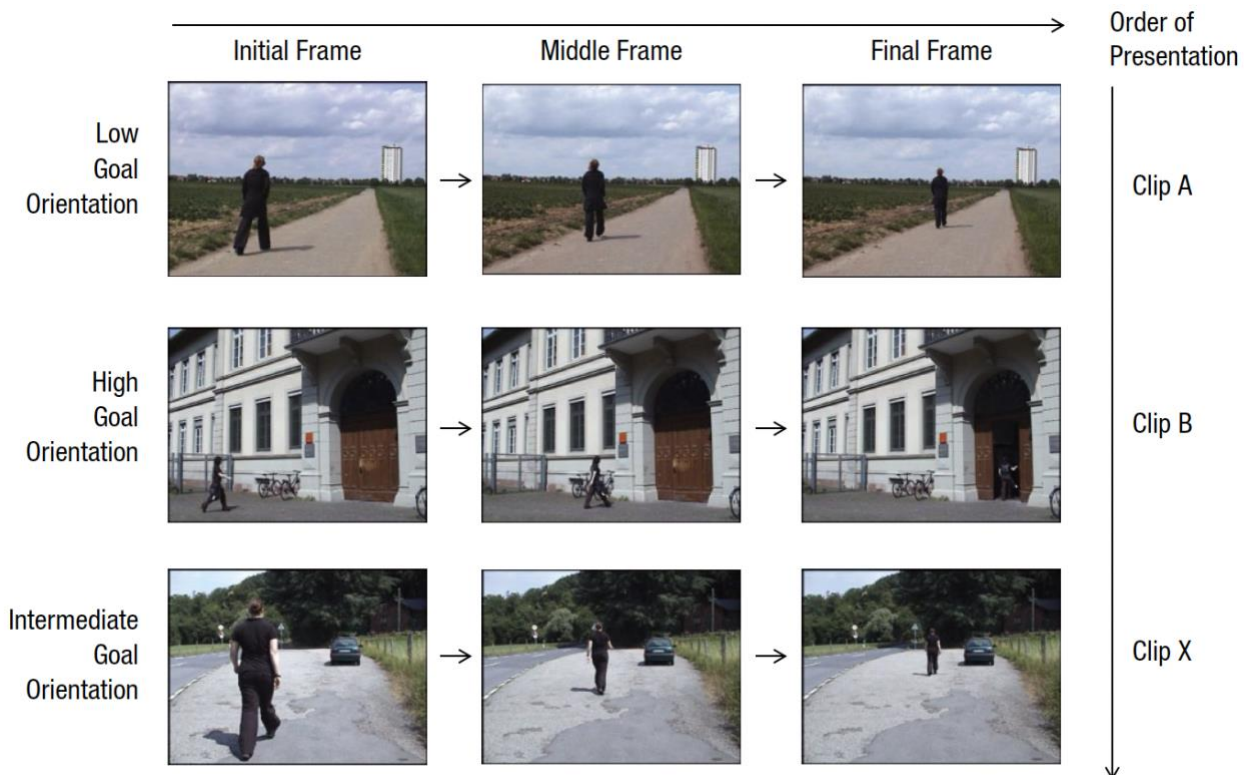 Initial Frame
Middle Frame
Final Frame
Order of
Presentation
Low
Goal
Orientation
Clip A
High
Goal
Orientation
Clip B
Intermediate
Goal
Orientation
Clip X